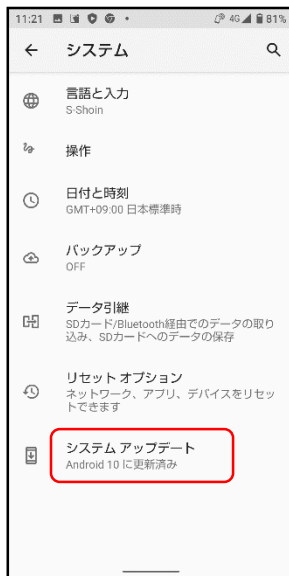 11:21 4G 81%
システム
言語と入力
S-Shoin
操作
日付と時刻
GMT+09:00 日本標準時
バックアップ
OFF
データ引継
SDカード/Bluetooth経由でのデータの取り
込み、SDカードへのデータの保存
リセット オプション
ネットワーク、アプリ、デバイスをリセッ
トできます
システム アップデート
Android 10 に更新済み